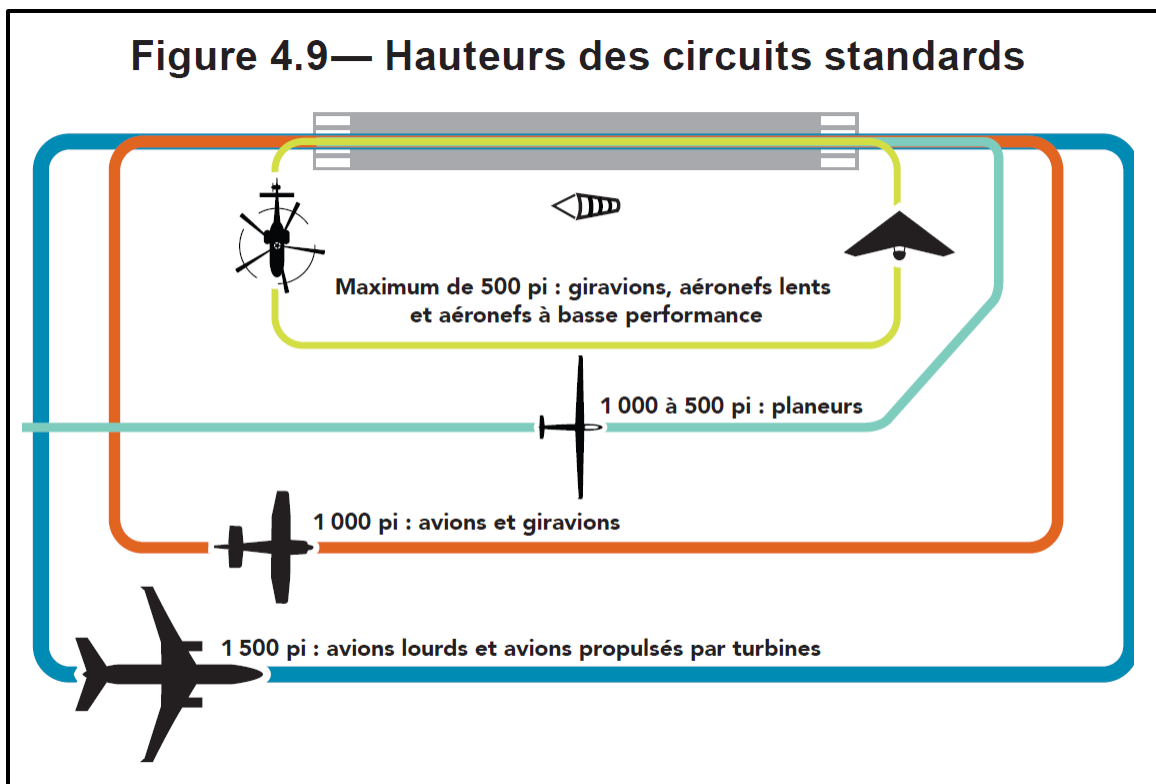 Figure 4.9— Hauteurs des circuits standards
Maximum de 500 pi : giravions, aéronefs lents
et aéronefs à basse performance
1 000 à 500 pi : planeurs
1 000 pi : avions et giravions
1 500 pi : avions lourds et avions propulsés par turbines